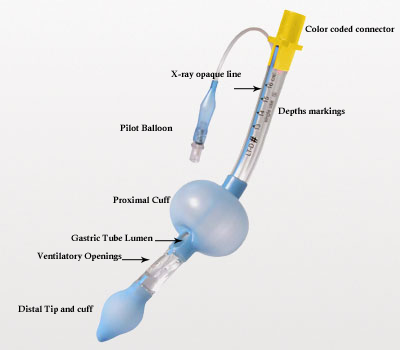 Color coded connector
X-ray opaque line
Depths markings
Pilot Balloon
LT-D #
Proximal Cuff
Gastric Tube Lumen
Ventilatory Openings
Distal Tip and cuff